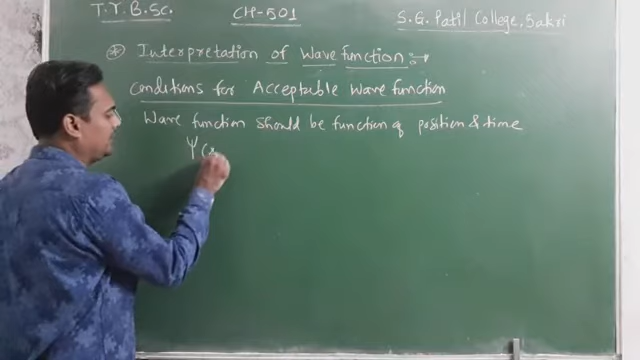 T.Y.B.Sc. CH-501 S.G. Patil College, Sakri
* Interpretation of Wave function :→
Conditions for Acceptable Wave function
Wave function should be function of position & time
Ψ(x